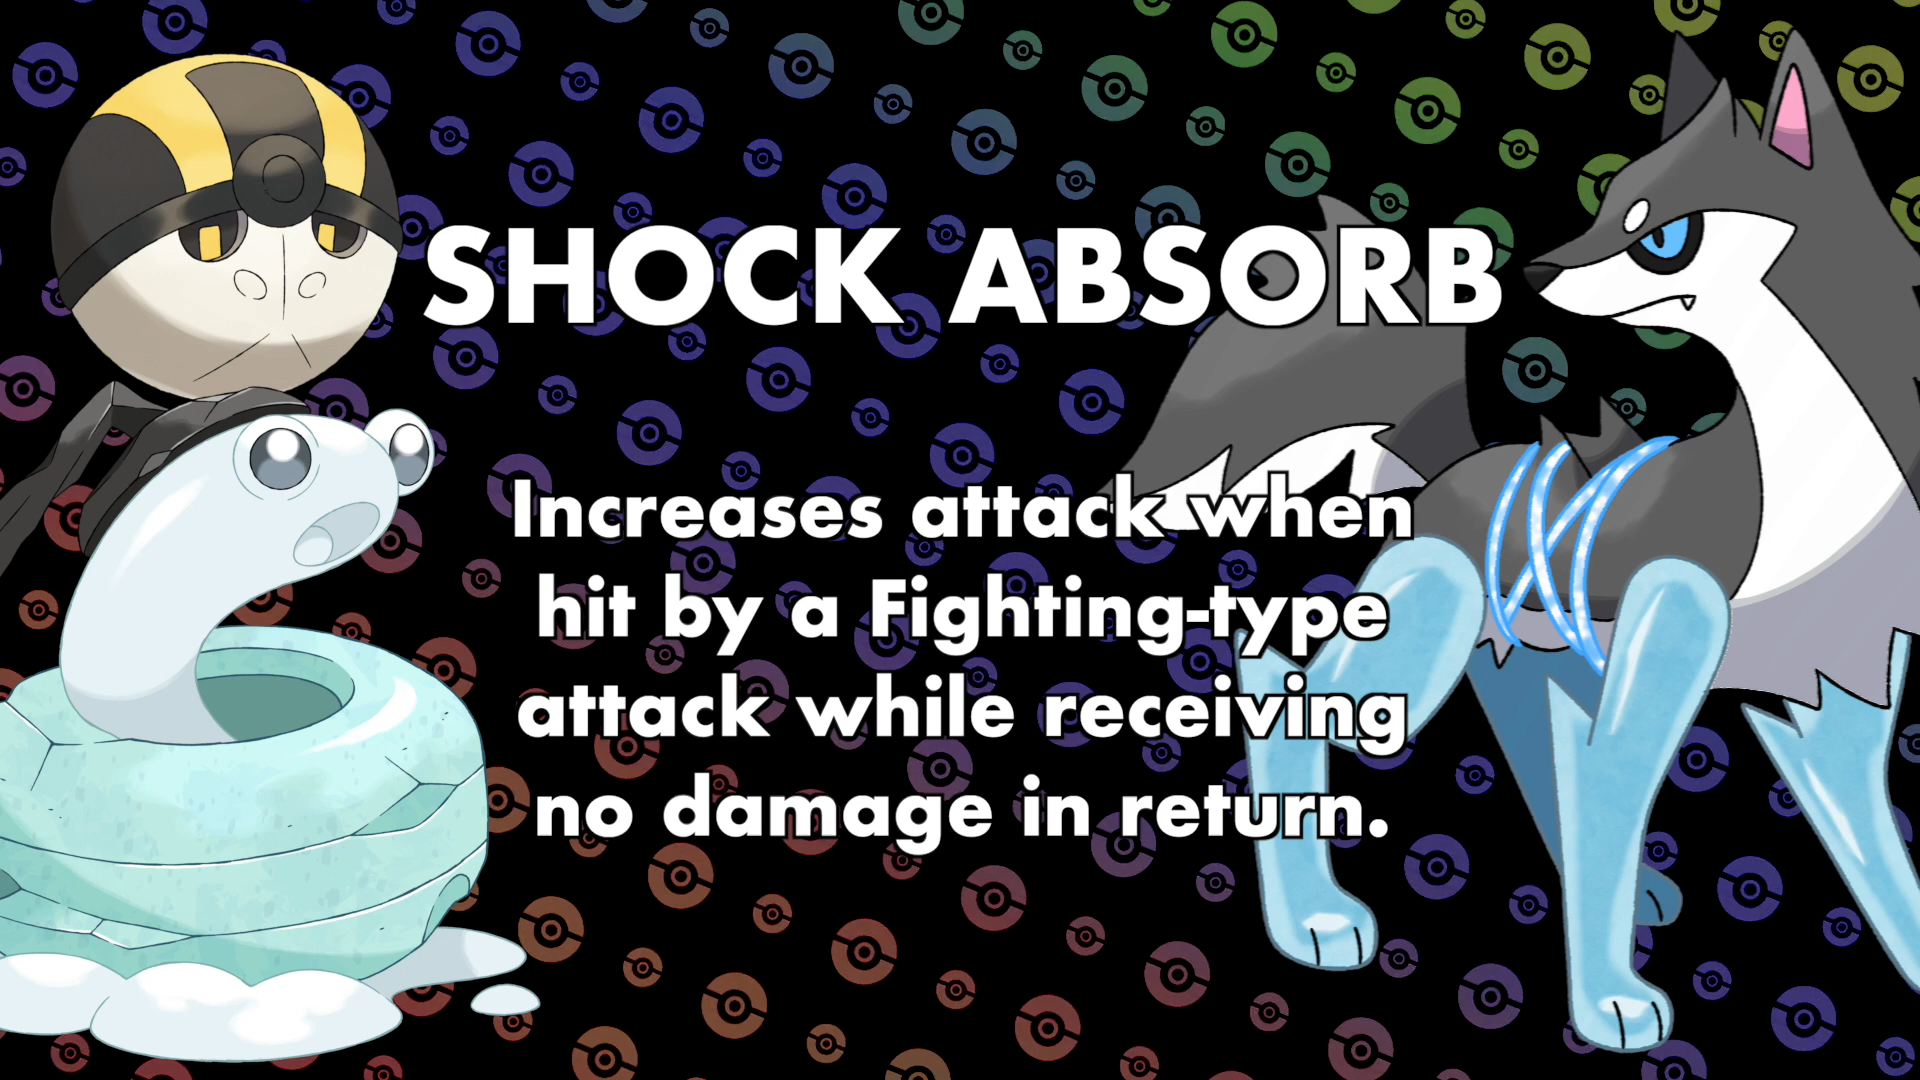 SHOCK ABSORB
Increases attack when
hit by a Fighting-type
attack while receiving
no damage in return.